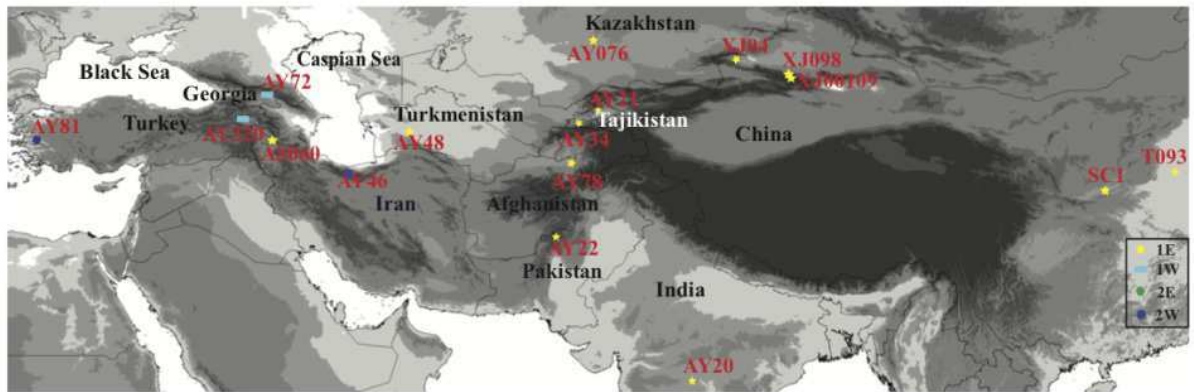 Kazakhstan
AY076
XJ04
XJ098
XJ06109
Caspian Sea
Black Sea
AY72
Georgia
AY21
Turkmenistan
Tajikistan
AY81
Turkey
AY48
AY34
China
T093
AY46
AY78
SC1
Iran
Afghanistan
AY22
Pakistan
India
AY20
1E
1W
2E
2W